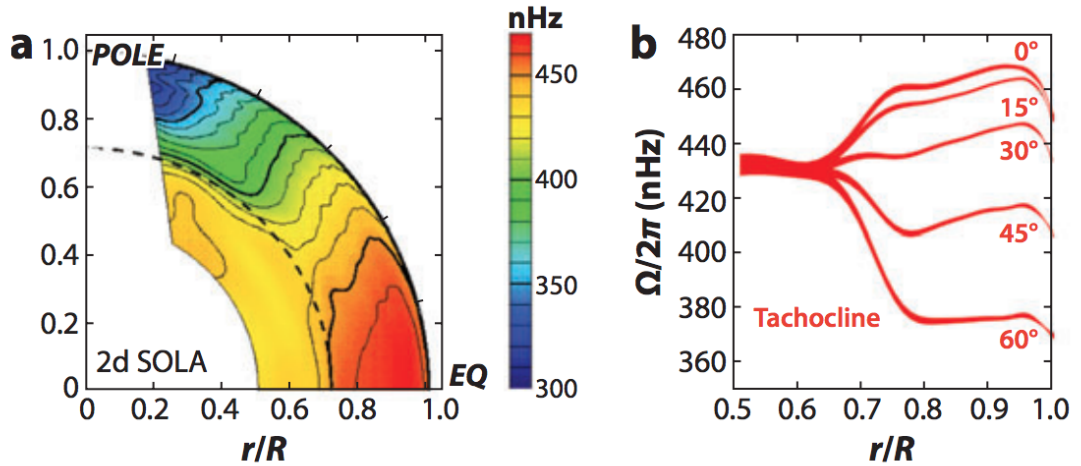 a
POLE
2d SOLA
EQ
1.0
0.8
0.6
0.4
0.2
0
0 0.2 0.4 0.6 0.8 1.0
r/R
nHz
450
400
350
300
b
Ω/2π (nHz)
480
460
440
420
400
380
360
0°
15°
30°
45°
60°
Tachocline
0.5 0.6 0.7 0.8 0.9 1.0
r/R